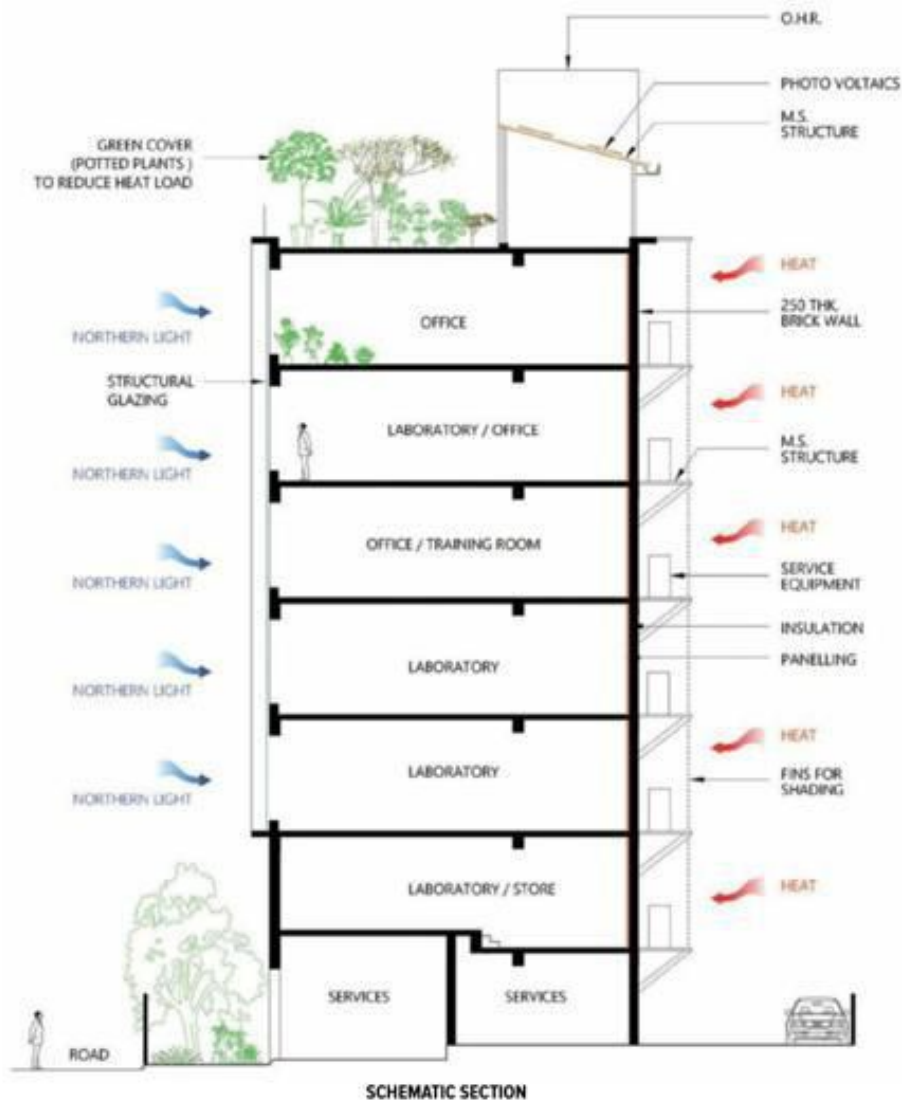 O.H.R.
PHOTO VOLTAICS
M.S.
STRUCTURE
GREEN COVER
(POTTED PLANTS )
TO REDUCE HEAT LOAD
HEAT
NORTHERN LIGHT
OFFICE
250 THK.
BRICK WALL
STRUCTURAL
GLAZING
HEAT
LABORATORY / OFFICE
M.S.
STRUCTURE
NORTHERN LIGHT
HEAT
OFFICE / TRAINING ROOM
SERVICE
EQUIPMENT
NORTHERN LIGHT
INSULATION
PANELLING
LABORATORY
NORTHERN LIGHT
HEAT
LABORATORY
FINS FOR
SHADING
NORTHERN LIGHT
LABORATORY / STORE
HEAT
SERVICES
SERVICES
ROAD
SCHEMATIC SECTION